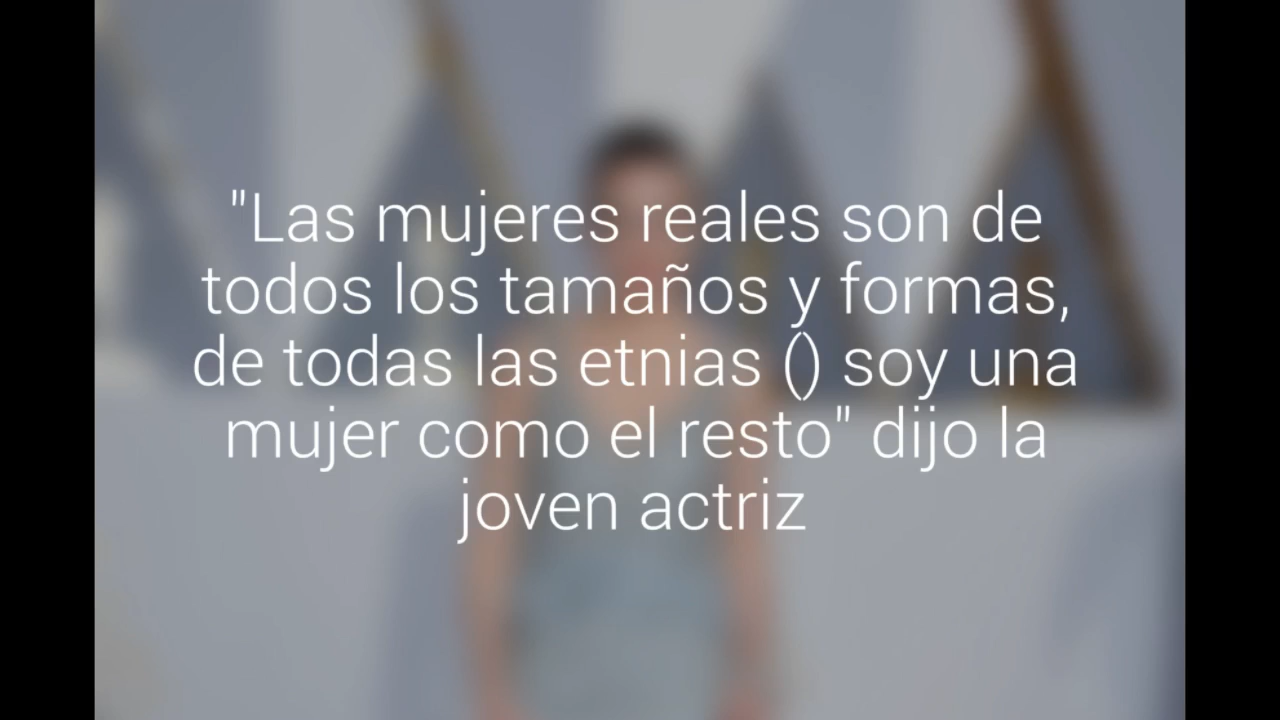 "Las mujeres reales son de
todos los tamaños y formas,
de todas las etnias () soy una
mujer como el resto" dijo la
joven actriz